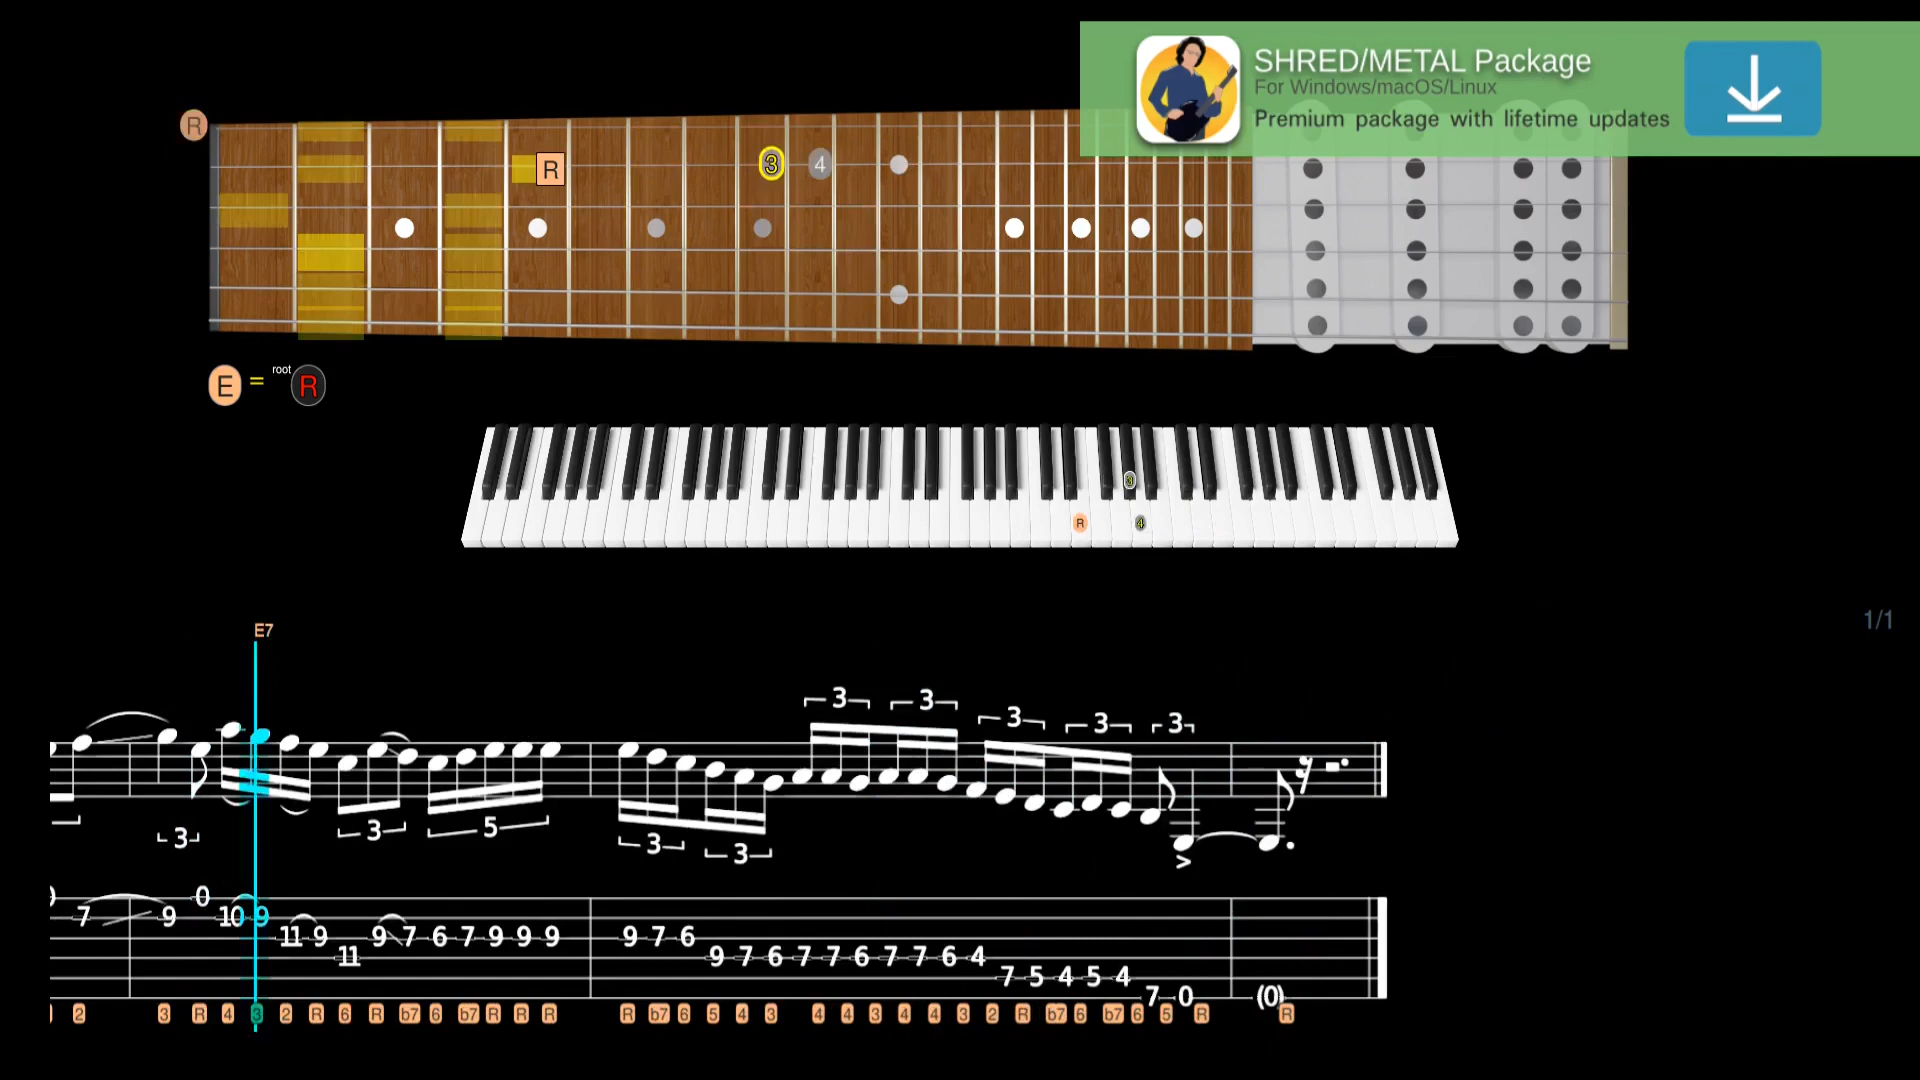 SHRED/METAL Package
For Windows/macOS/Linux
Premium package with lifetime updates
R
R 3 4
E = root R
3
R 4
1/1
E7
3 3 3 3 3
3 3 5 3 3
>
7 9 0 10 9 11 9 11 9 7 6 7 9 9 9 9 7 6 9 7 6 7 7 6 7 7 6 4 7 5 4 5 4 7 0 (0)
2 3 R 4 3 2 R 6 R b7 6 b7 R R R R b7 6 5 4 3 4 4 3 4 4 3 2 R b7 6 b7 6 5 R R